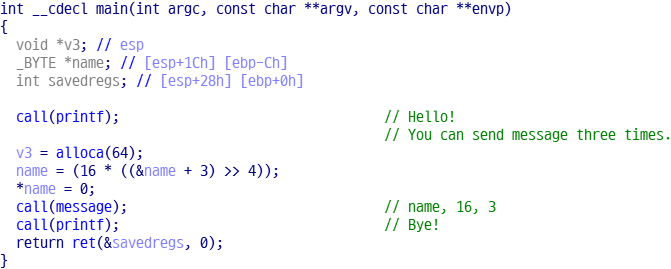 int __cdecl main(int argc, const char **argv, const char **envp)
{
  void *v3; // esp
  _BYTE *name; // [esp+1Ch] [ebp-Ch]
  int savedregs; // [esp+28h] [ebp+0h]

  call(printf);                                 // Hello!
                                                // You can send message three times.
  v3 = alloca(64);
  name = (16 * ((&name + 3) >> 4));
  *name = 0;
  call(message);                                // name, 16, 3
  call(printf);                                 // Bye!
  return ret(&savedregs, 0);
}